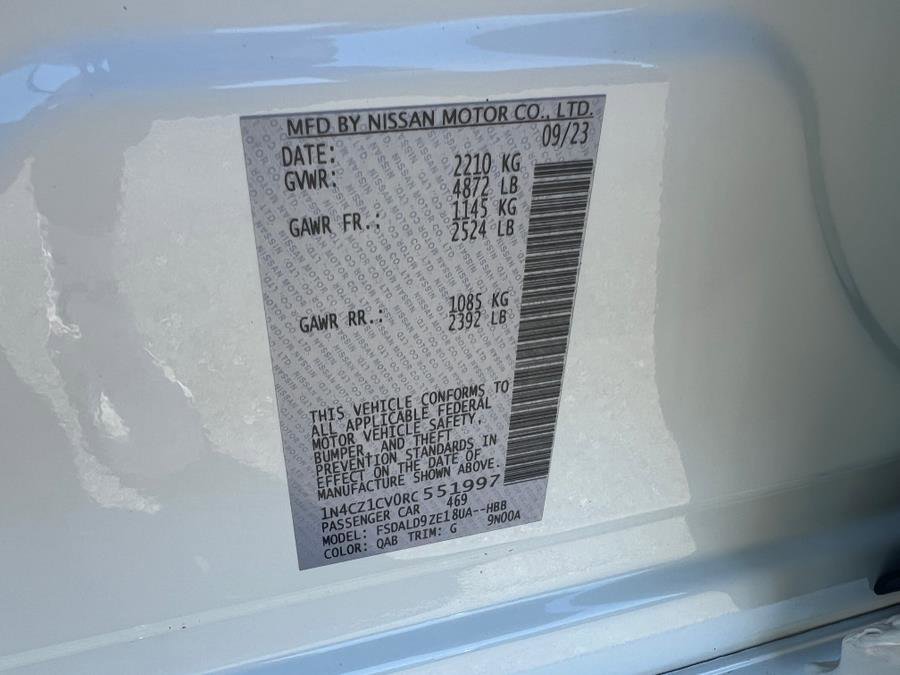 MFD BY NISSAN MOTOR CO., LTD.
DATE: 09/23
GVWR: 2210 KG
4872 LB
GAWR FR.: 1145 KG
2524 LB
GAWR RR.: 1085 KG
2392 LB
THIS VEHICLE CONFORMS TO
ALL APPLICABLE FEDERAL
MOTOR VEHICLE SAFETY,
BUMPER, AND THEFT
PREVENTION STANDARDS IN
EFFECT ON THE DATE OF
MANUFACTURE SHOWN ABOVE.
1N4CZ1CV0RC551997
PASSENGER CAR 469
MODEL: FSDALD9ZE18UA--HBB
COLOR: QAB TRIM: G 9N00A